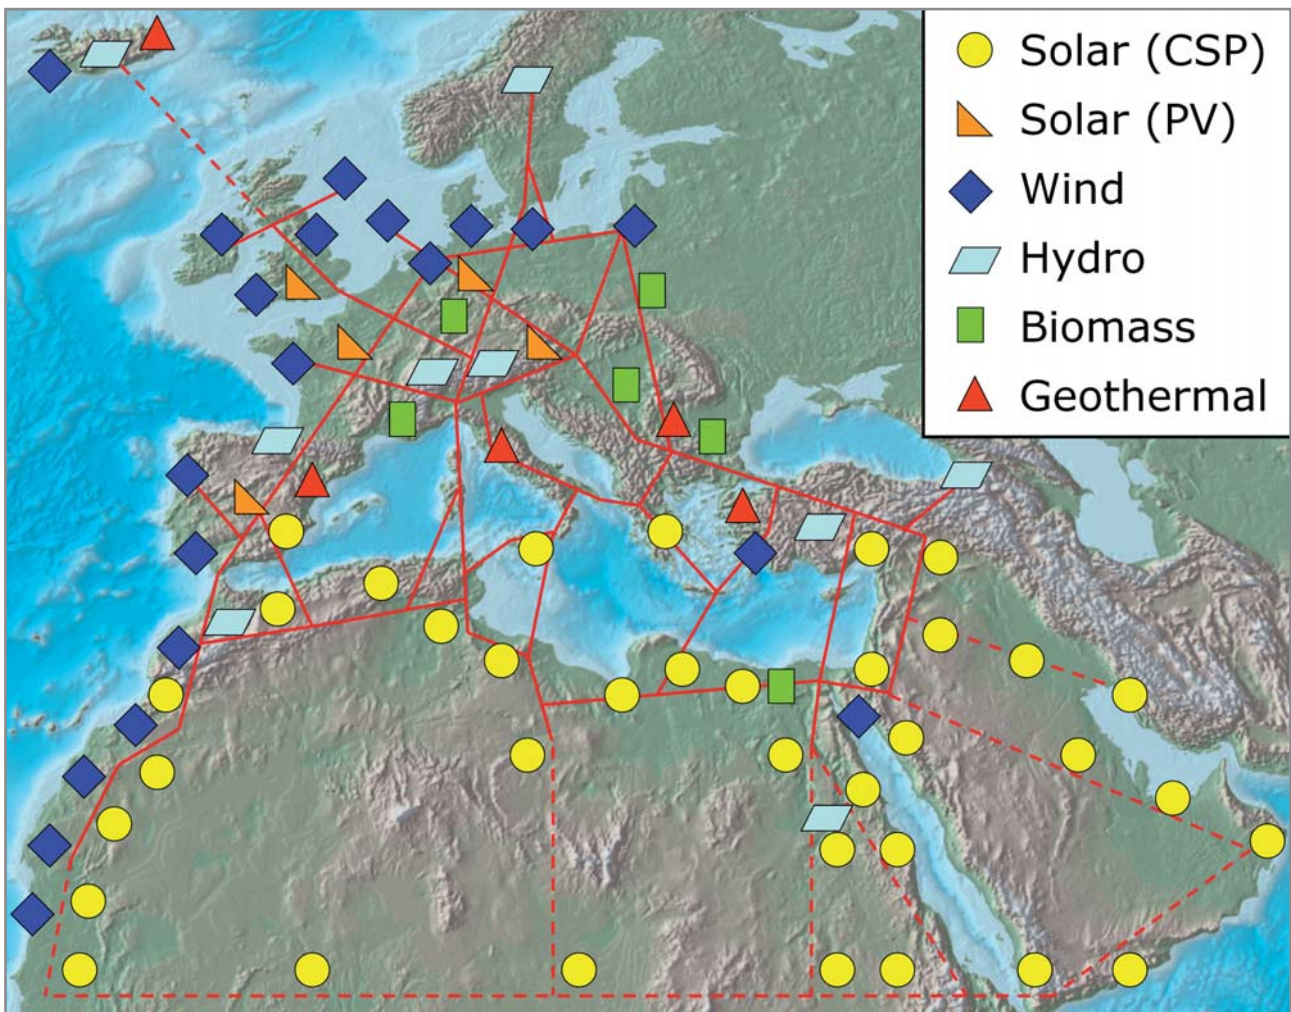 Solar (CSP)
Solar (PV)
Wind
Hydro
Biomass
Geothermal